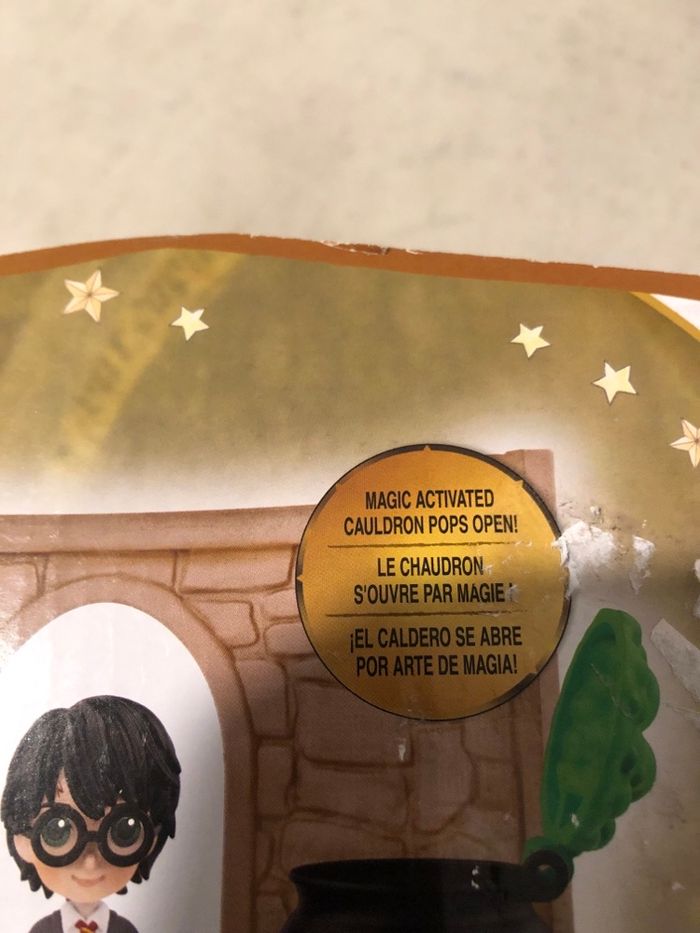 MAGIC ACTIVATED
CAULDRON POPS OPEN!
LE CHAUDRON
S'OUVRE PAR MAGIE !
¡EL CALDERO SE ABRE
POR ARTE DE MAGIA!